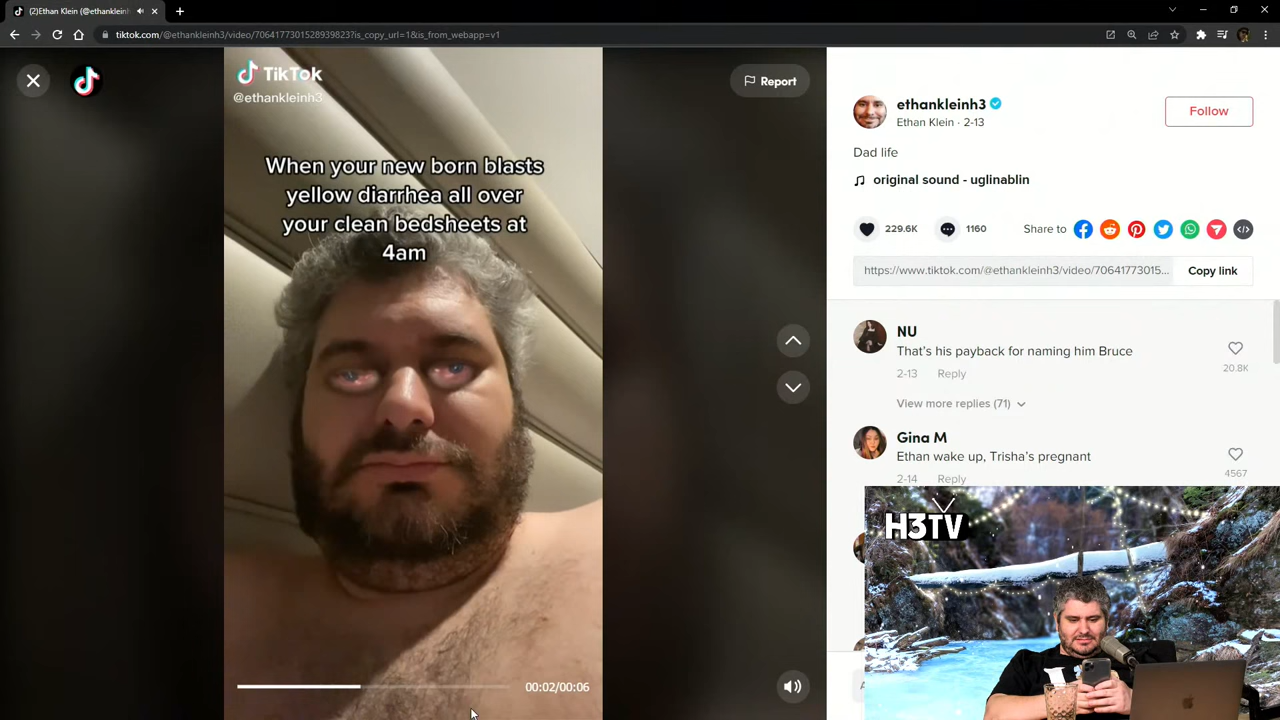 (2)Ethan Klein (@ethankleinh
tiktok.com/@ethankleinh3/video/7064177301528939823?is_copy_url=1&is_from_webapp=v1
TikTok
@ethankleinh3
Report
When your new born blasts
yellow diarrhea all over
your clean bedsheets at
4am
00:02/00:06
ethankleinh3
Ethan Klein · 2-13
Follow
Dad life
original sound - uglinablin
229.6K
1160
Share to
https://www.tiktok.com/@ethankleinh3/video/70641773015...
Copy link
NU
That's his payback for naming him Bruce
20.8K
2-13 Reply
View more replies (71)
Gina M
Ethan wake up, Trisha's pregnant
4567
2-14 Reply
H3TV